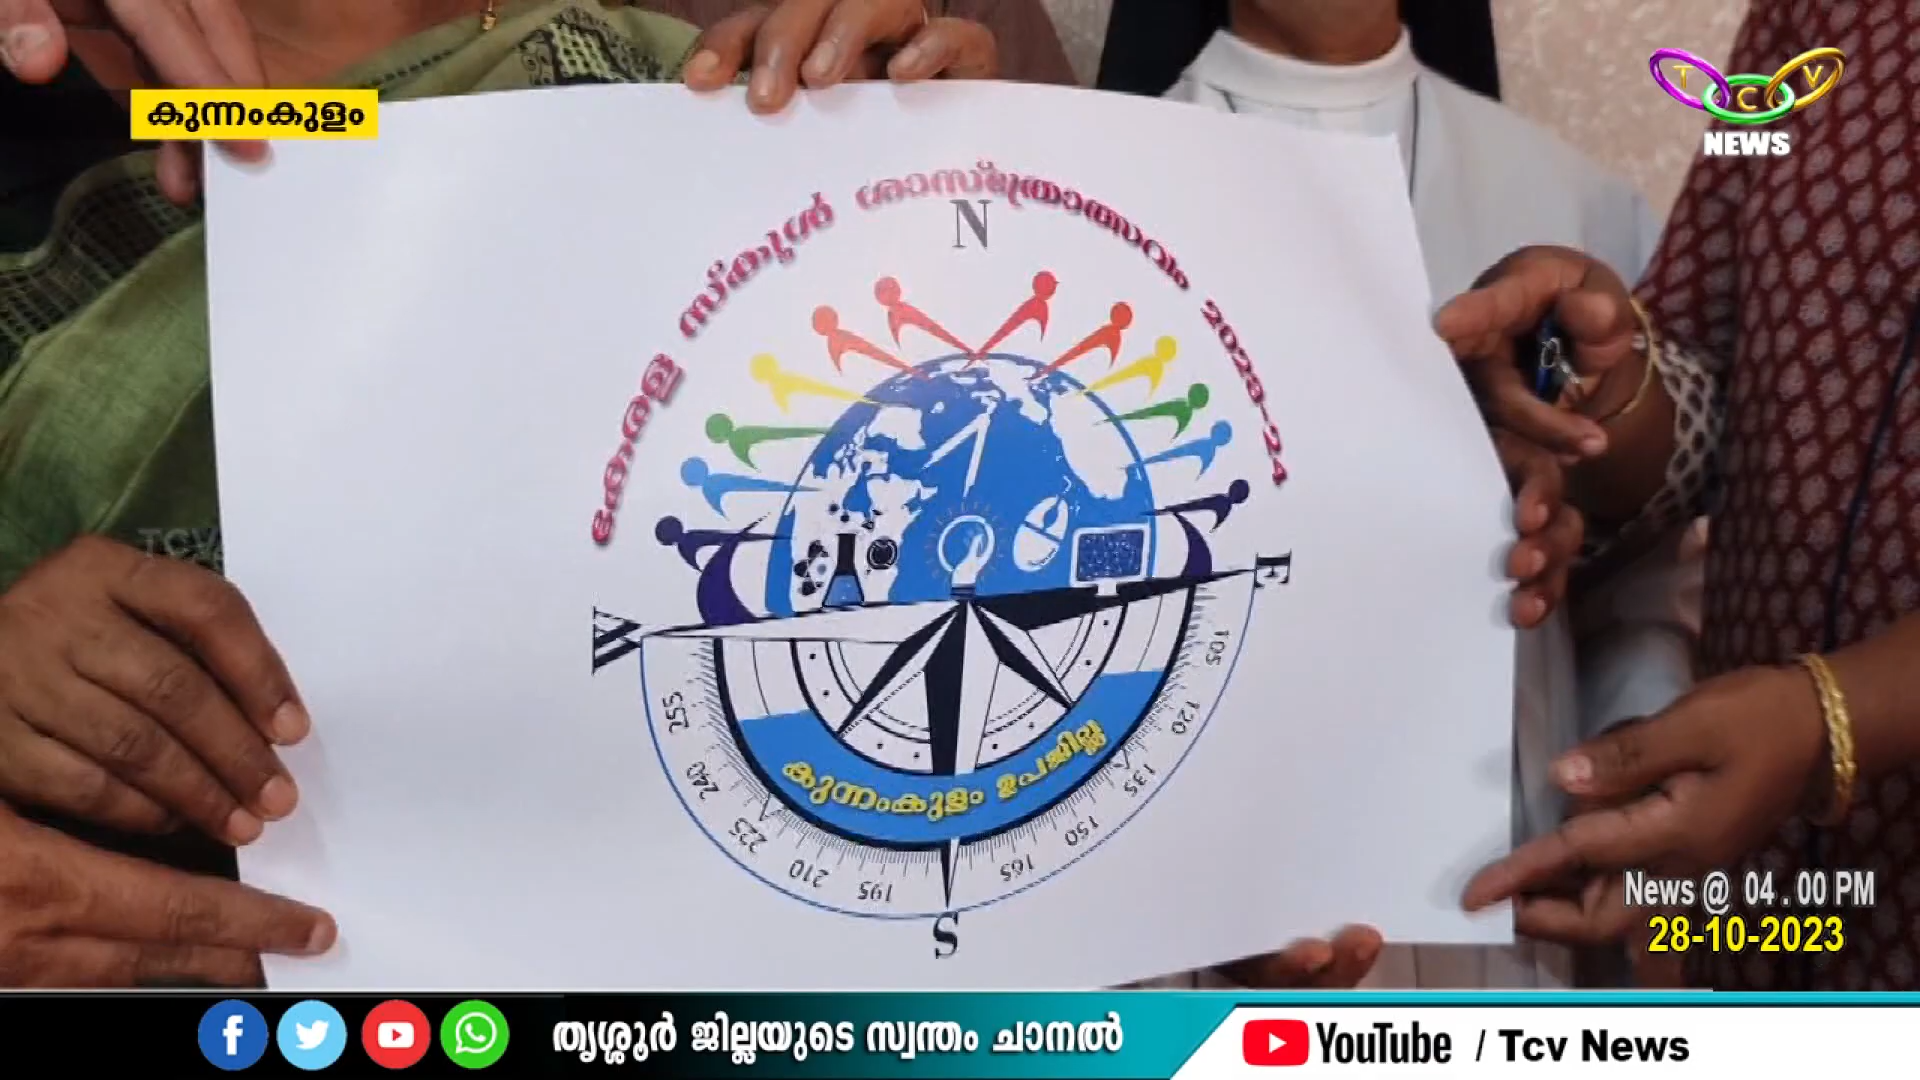 കുന്നംകുളം
T C V
NEWS
കേരള സ്കൂൾ ശാസ്ത്രോത്സവം 2023-24
N
E
W
S
105
120
135
150
165
195
210
225
240
255
കുന്നംകുളം ഉപജില്ല
TCV
News @ 04 . 00 PM
28-10-2023
തൃശ്ശൂർ ജില്ലയുടെ സ്വന്തം ചാനൽ
YouTube / Tcv News